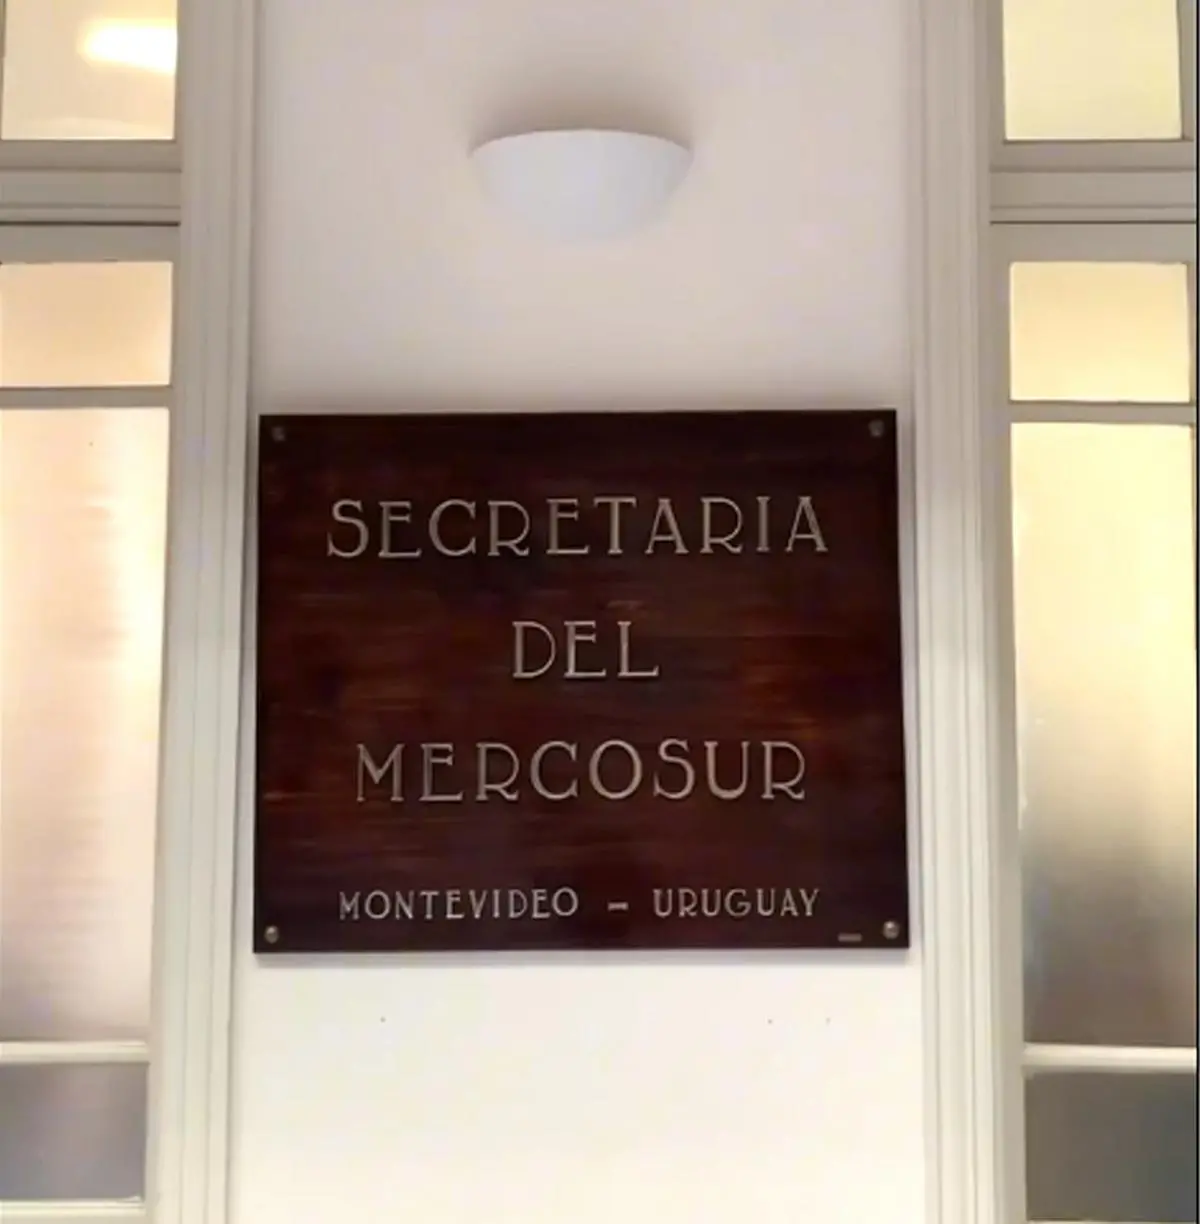 SECRETARIA
DEL
MERCOSUR
MONTEVIDEO - URUGUAY